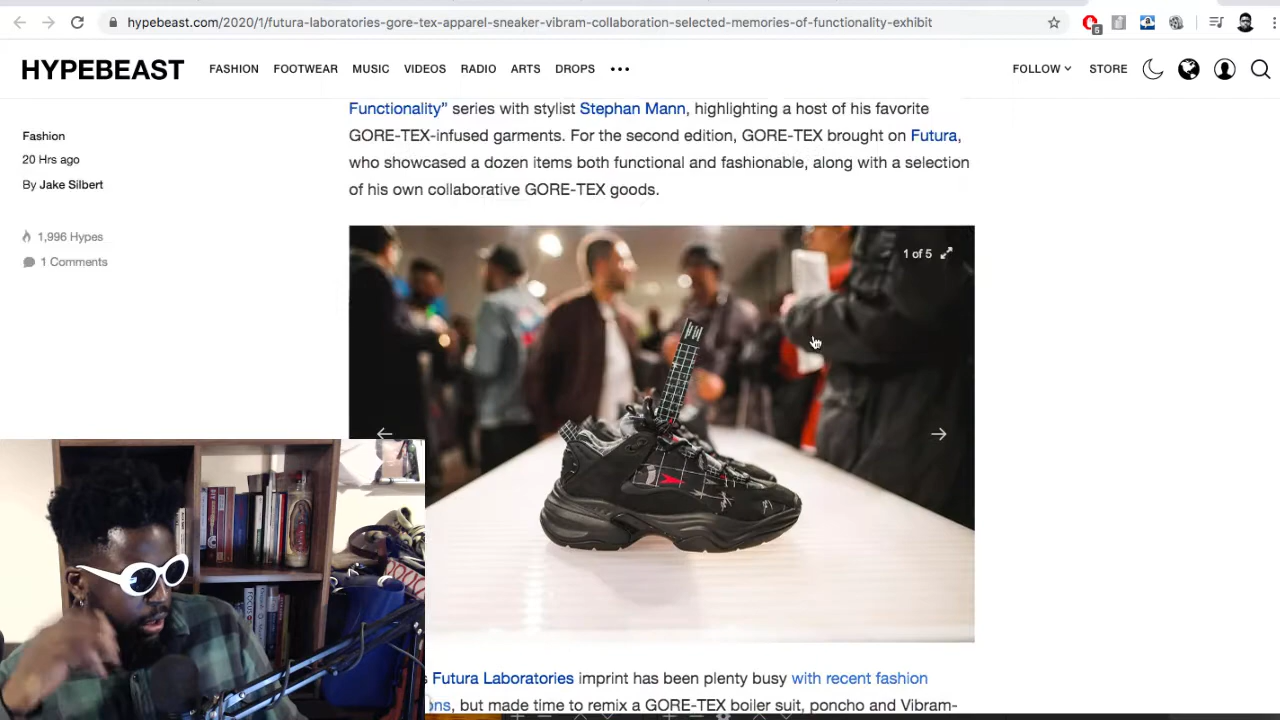 hypebeast.com/2020/1/futura-laboratories-gore-tex-apparel-sneaker-vibram-collaboration-selected-memories-of-functionality-exhibit
5
HYPEBEAST FASHION FOOTWEAR MUSIC VIDEOS RADIO ARTS DROPS ••• FOLLOW STORE
Fashion
20 Hrs ago
By Jake Silbert
1,996 Hypes
1 Comments
Functionality” series with stylist Stephan Mann, highlighting a host of his favorite
GORE-TEX-infused garments. For the second edition, GORE-TEX brought on Futura,
who showcased a dozen items both functional and fashionable, along with a selection
of his own collaborative GORE-TEX goods.
1 of 5
s Futura Laboratories imprint has been plenty busy with recent fashion
ons, but made time to remix a GORE-TEX boiler suit, poncho and Vibram-